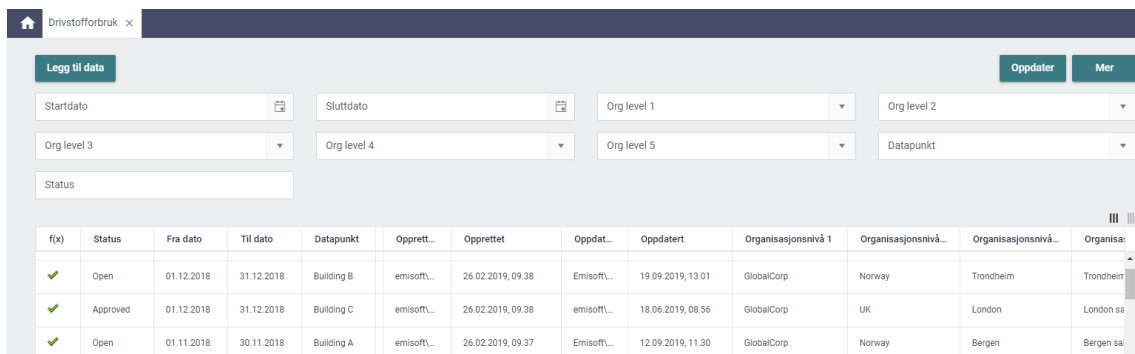 Drivstofforbruk ×
Legg til data Oppdater Mer
Startdato Sluttdato Org level 1 Org level 2
Org level 3 Org level 4 Org level 5 Datapunkt
Status
f(x) Status Fra dato Til dato Datapunkt Opprett... Opprettet Oppdat... Oppdatert Organisasjonsnivå 1 Organisasjonsnivå... Organisasjonsnivå...
Open 01.12.2018 31.12.2018 Building B emisoft\... 26.02.2019, 09.38 Emisoft\... 19.09.2019, 13.01 GlobalCorp Norway Trondheim
Approved 01.12.2018 31.12.2018 Building C emisoft\... 26.02.2019, 09.38 emisoft\... 18.06.2019, 08.56 GlobalCorp UK London London sa
Open 01.11.2018 30.11.2018 Building A emisoft\... 26.02.2019, 09.37 Emisoft\... 12.09.2019, 11.30 GlobalCorp Norway Bergen Bergen sa